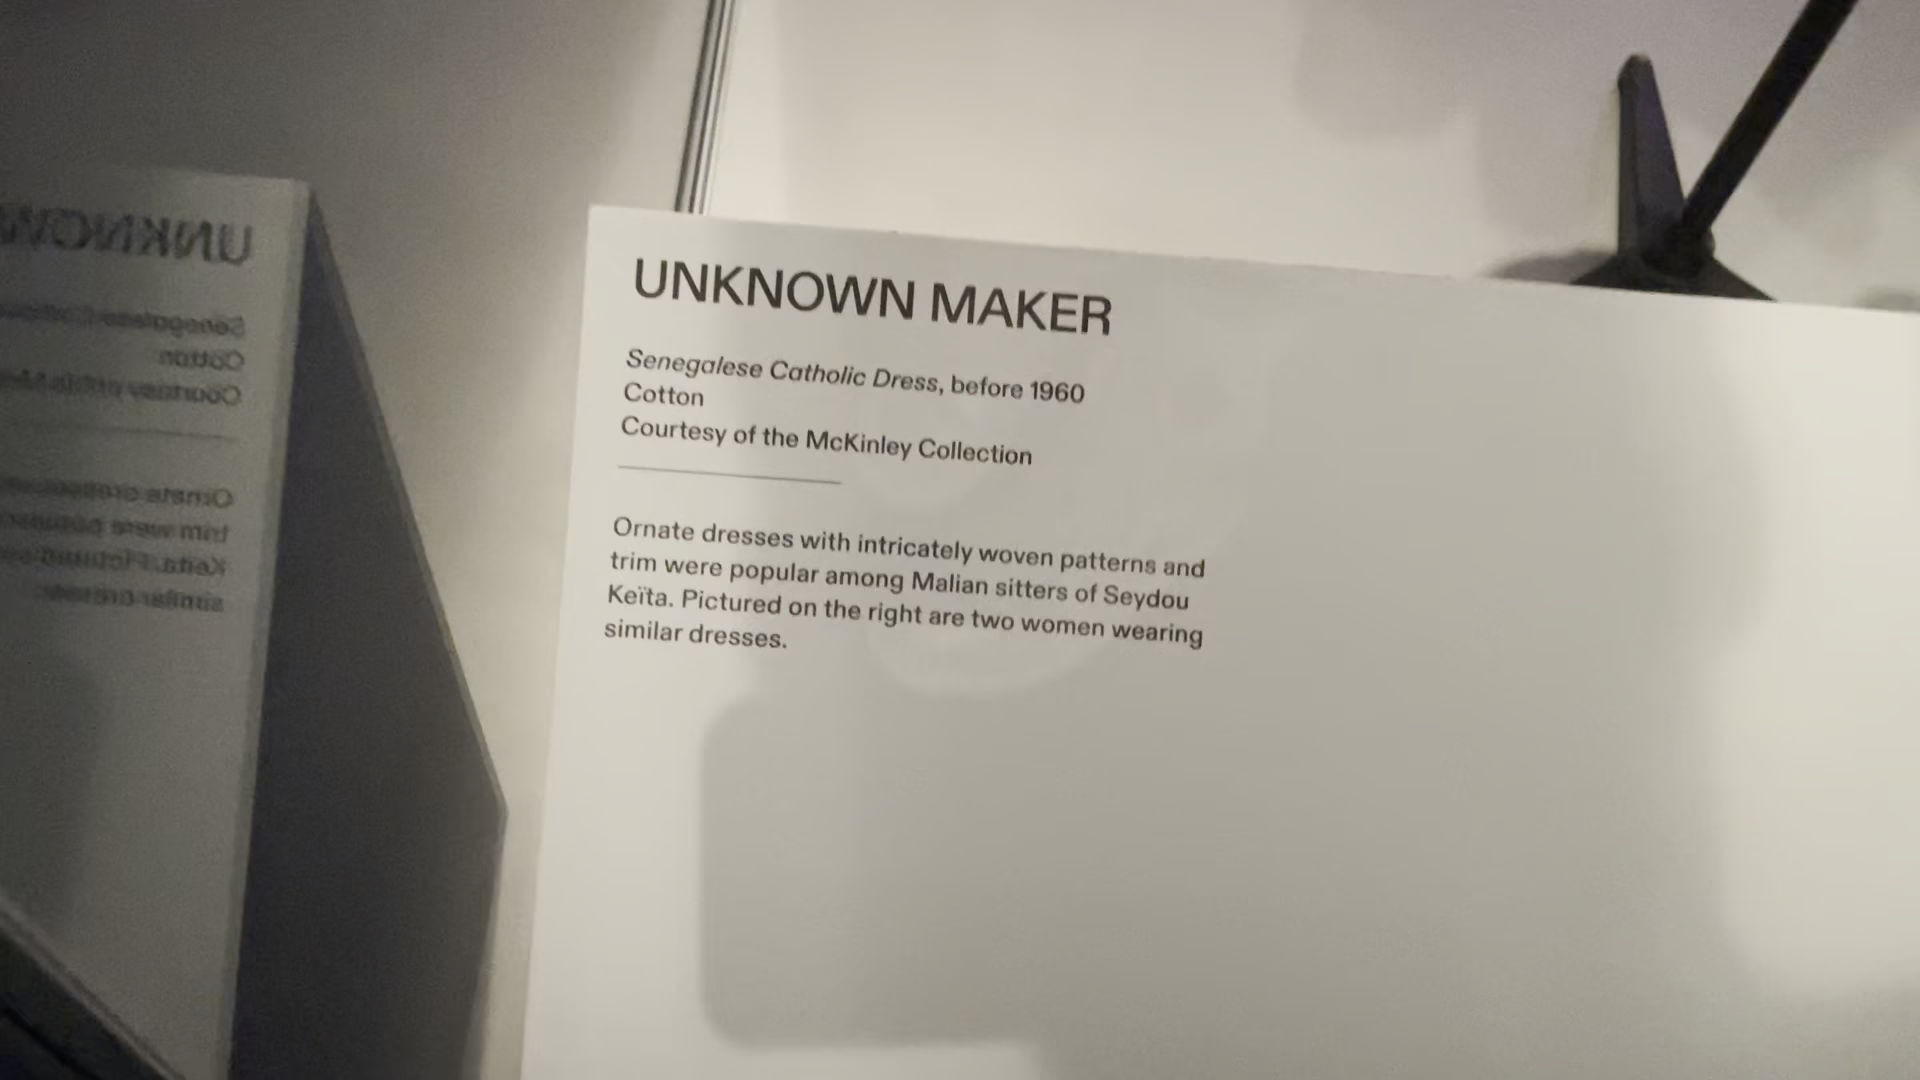 UNKNOWN MAKER
Senegalese Catholic Dress, before 1960
Cotton
Courtesy of the McKinley Collection
Ornate dresses with intricately woven patterns and
trim were popular among Malian sitters of Seydou
Keïta. Pictured on the right are two women wearing
similar dresses.